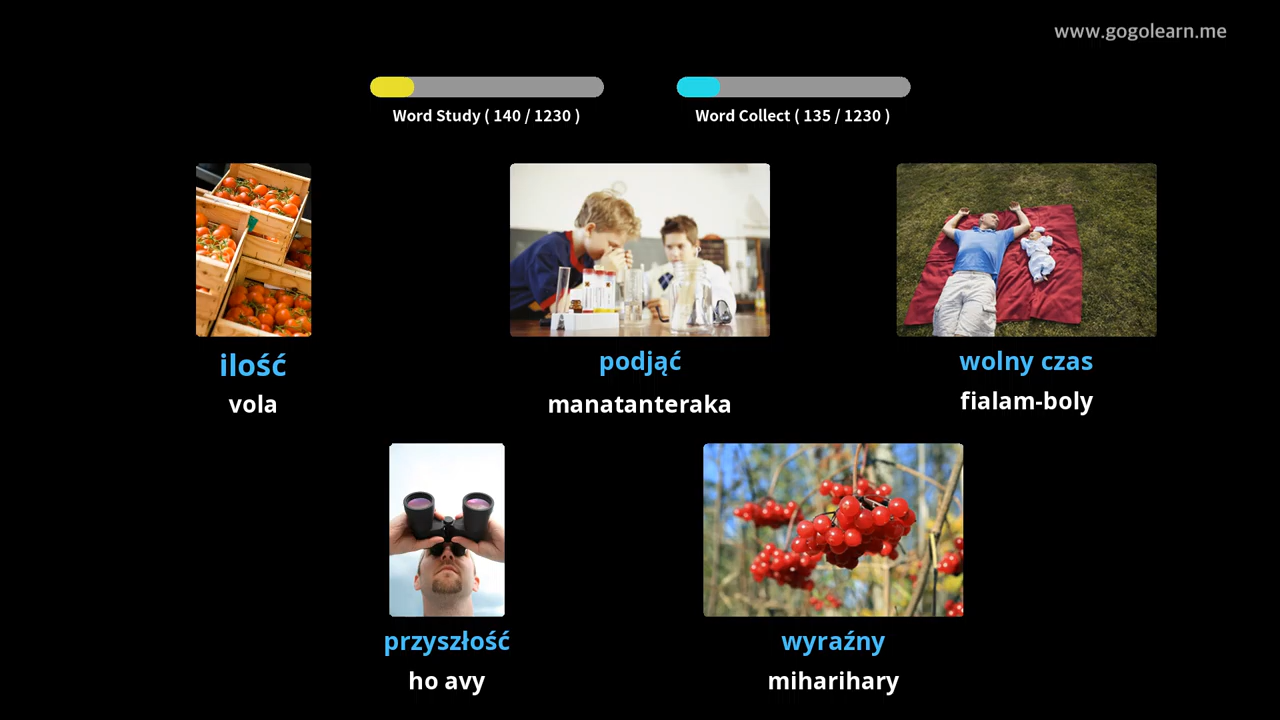 www.gogolearn.me
Word Study ( 140 / 1230 )
Word Collect ( 135 / 1230 )
ilość
vola
podjąć
manatanteraka
wolny czas
fialam-boly
przyszłość
ho avy
wyraźny
miharihary